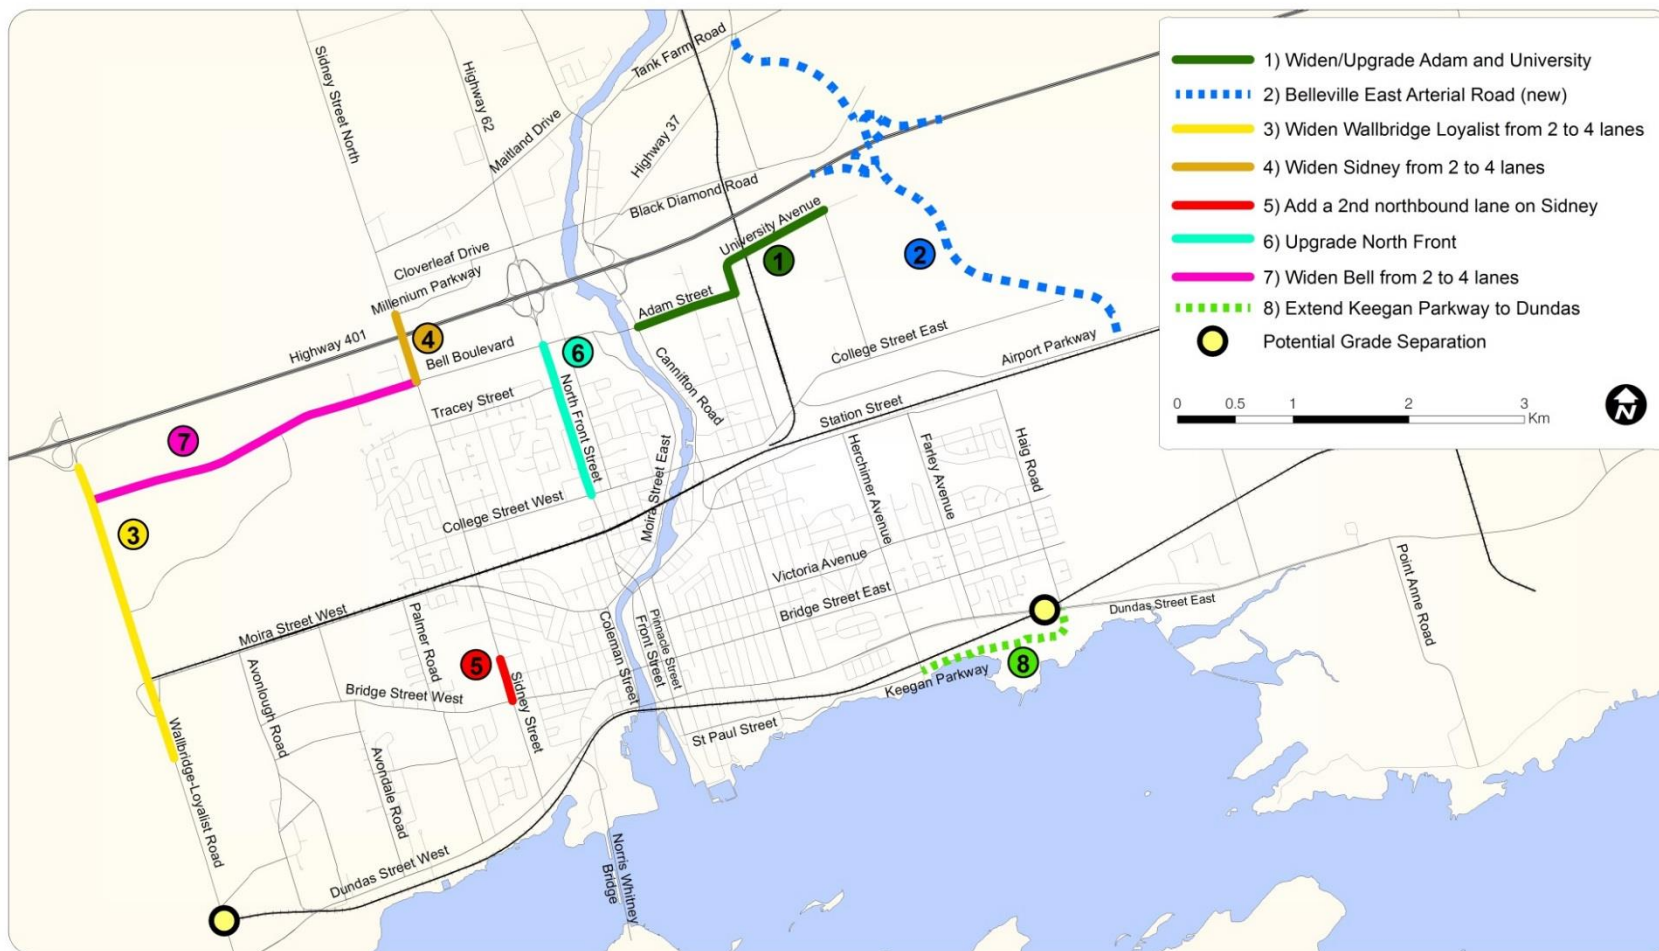 1) Widen/Upgrade Adam and University
2) Belleville East Arterial Road (new)
3) Widen Wallbridge Loyalist from 2 to 4 lanes
4) Widen Sidney from 2 to 4 lanes
5) Add a 2nd northbound lane on Sidney
6) Upgrade North Front
7) Widen Bell from 2 to 4 lanes
8) Extend Keegan Parkway to Dundas
Potential Grade Separation
0 0.5 1 2 3
Km
N
Tank Farm Road
Sidney Street North
Highway 62
Maitland Drive
Highway 37
Black Diamond Road
University Avenue
Cloverleaf Drive
Millenium Parkway
Adam Street
Highway 401
1
2
4
6
Bell Boulevard
College Street East
Airport Parkway
Cannifton Road
Tracey Street
North Front Street
Station Street
7
Herchimer Avenue
Farley Avenue
Haig Road
Moira Street East
College Street West
3
Victoria Avenue
Bridge Street East
Point Anne Road
Dundas Street East
Moira Street West
Palmer Road
Coleman Street
Front Street
Pinnacle Street
5
8
Avonlough Road
Bridge Street West
Sidney Street
Keegan Parkway
St Paul Street
Wallbridge-Loyalist Road
Avondale Road
Dundas Street West
Norris Whitney
Bridge